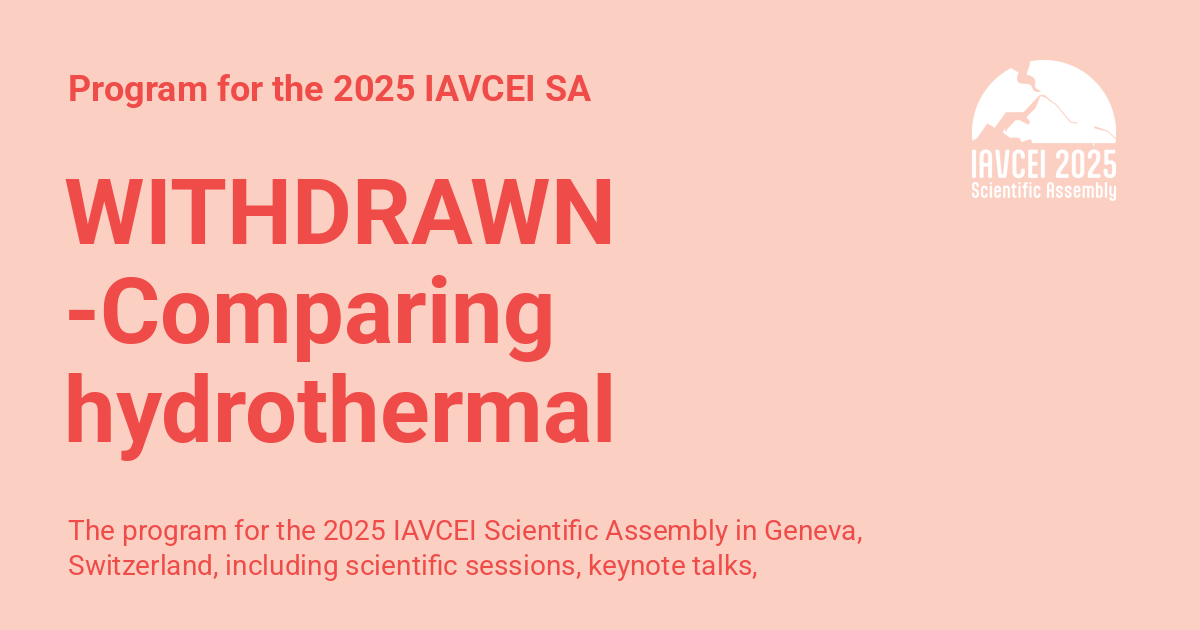 Program for the 2025 IAVCEI SA
IAVCEI 2025
Scientific Assembly
WITHDRAWN
-Comparing
hydrothermal
The program for the 2025 IAVCEI Scientific Assembly in Geneva,
Switzerland, including scientific sessions, keynote talks,